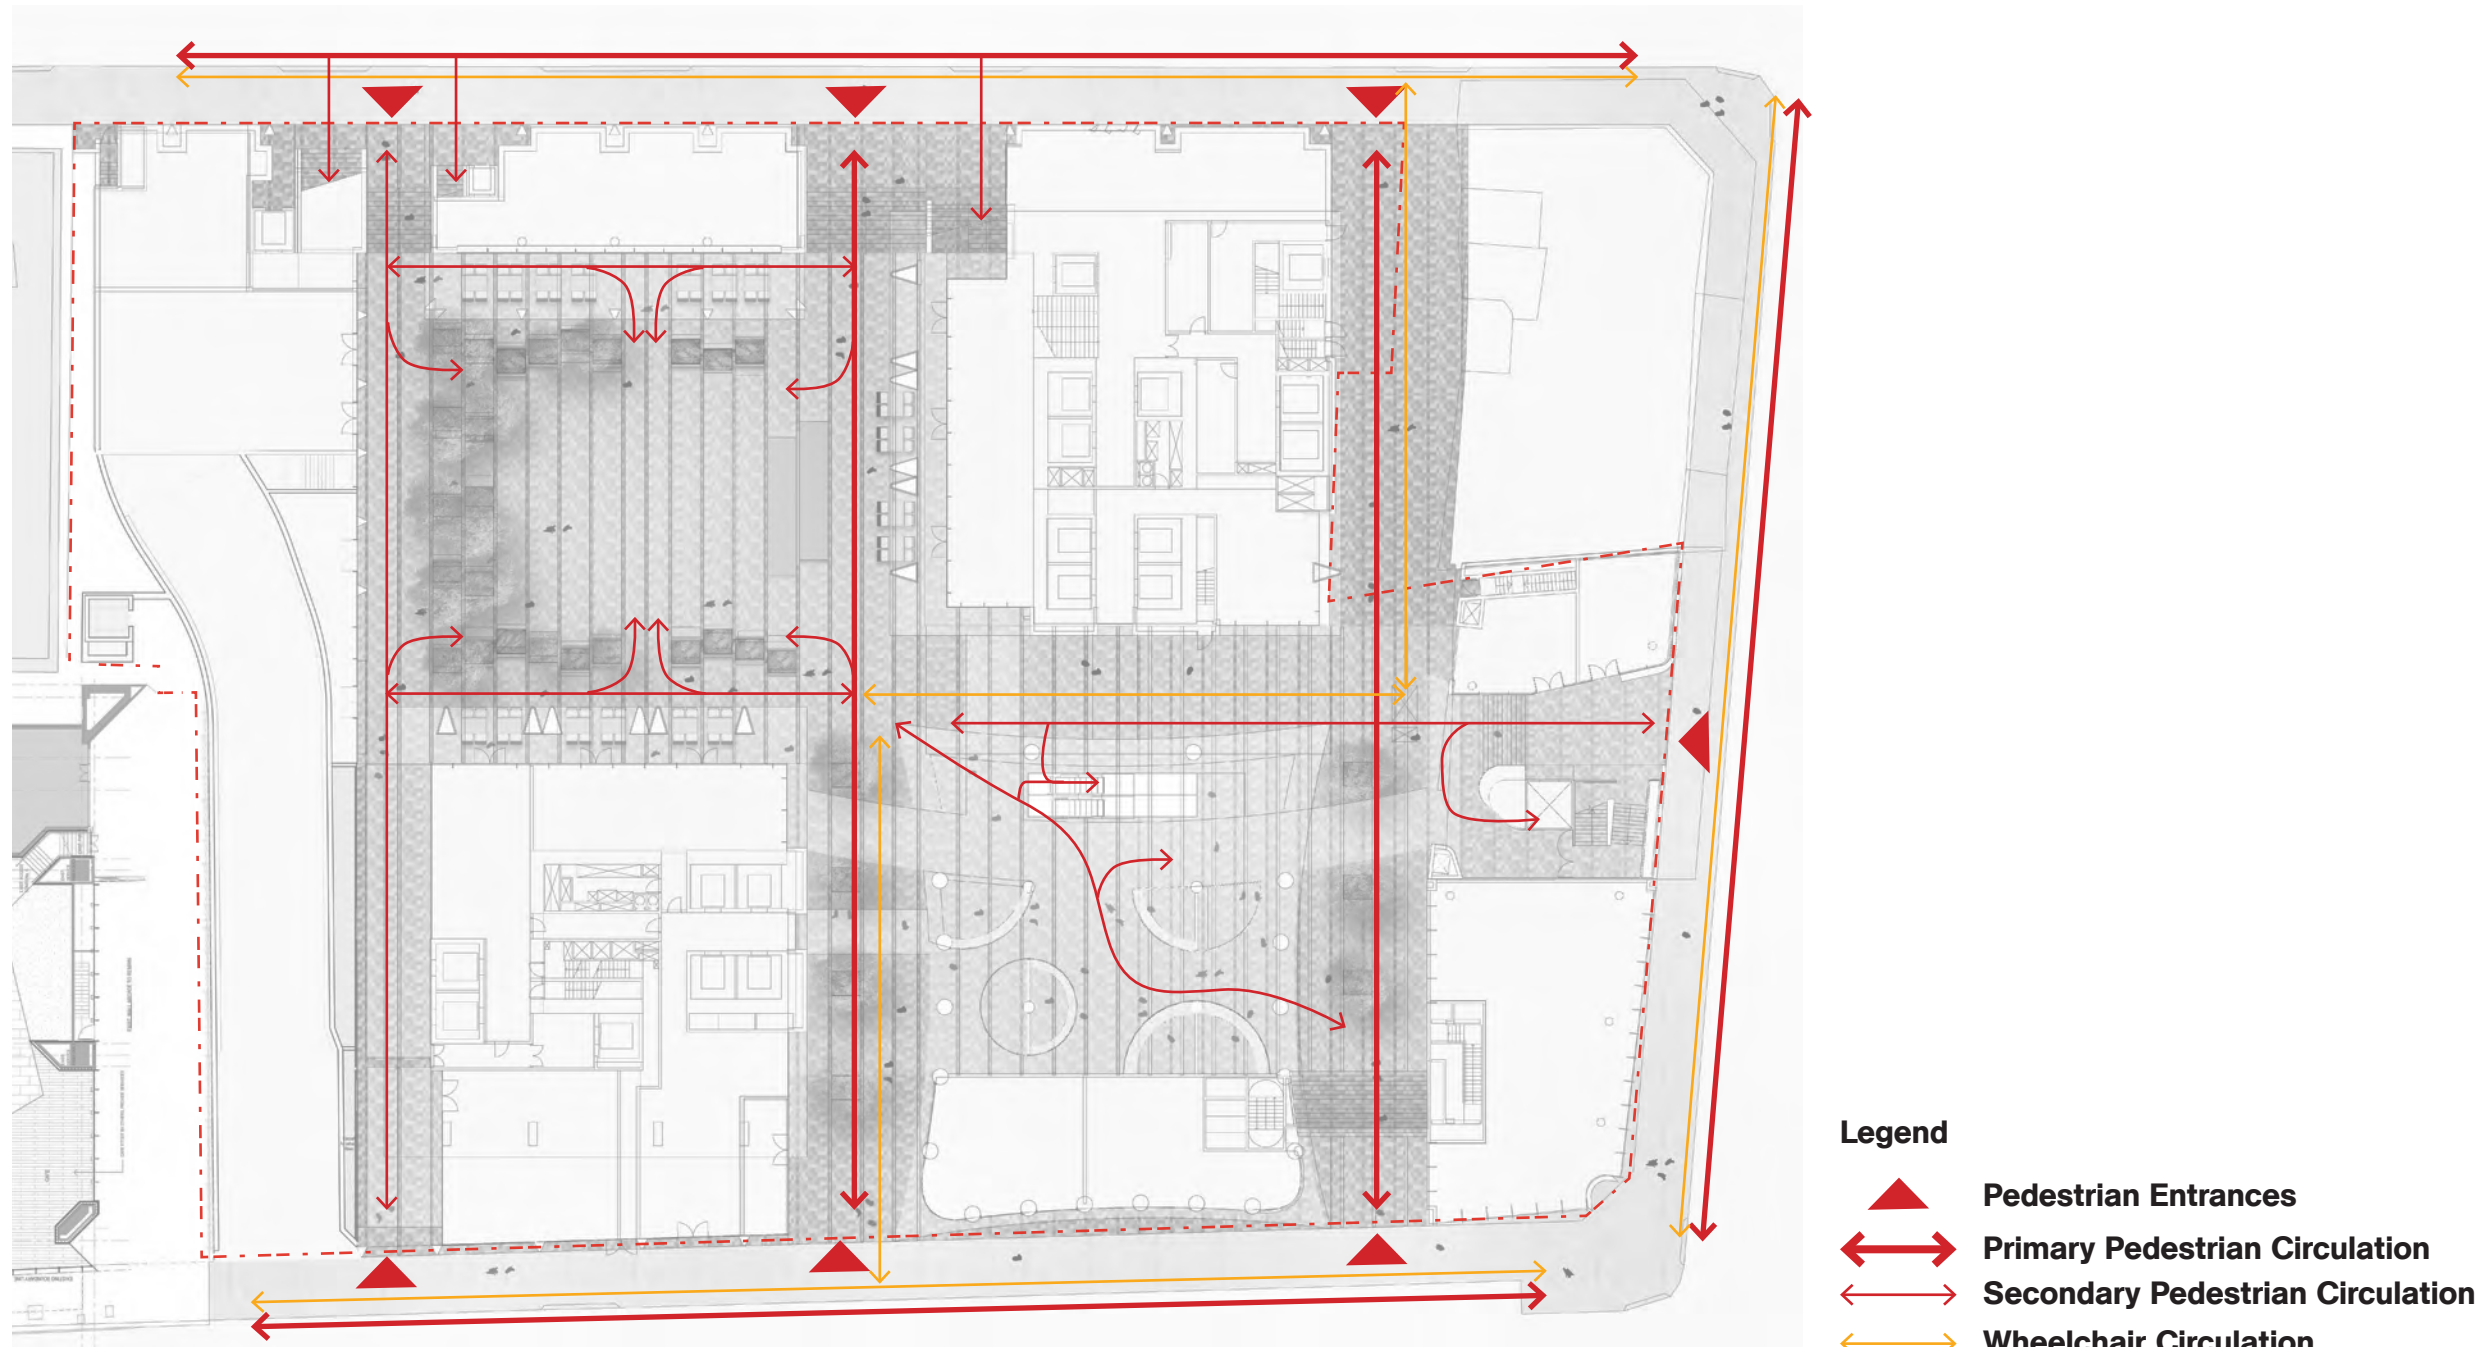 Legend
Pedestrian Entrances
Primary Pedestrian Circulation
Secondary Pedestrian Circulation
Wheelchair Circulation